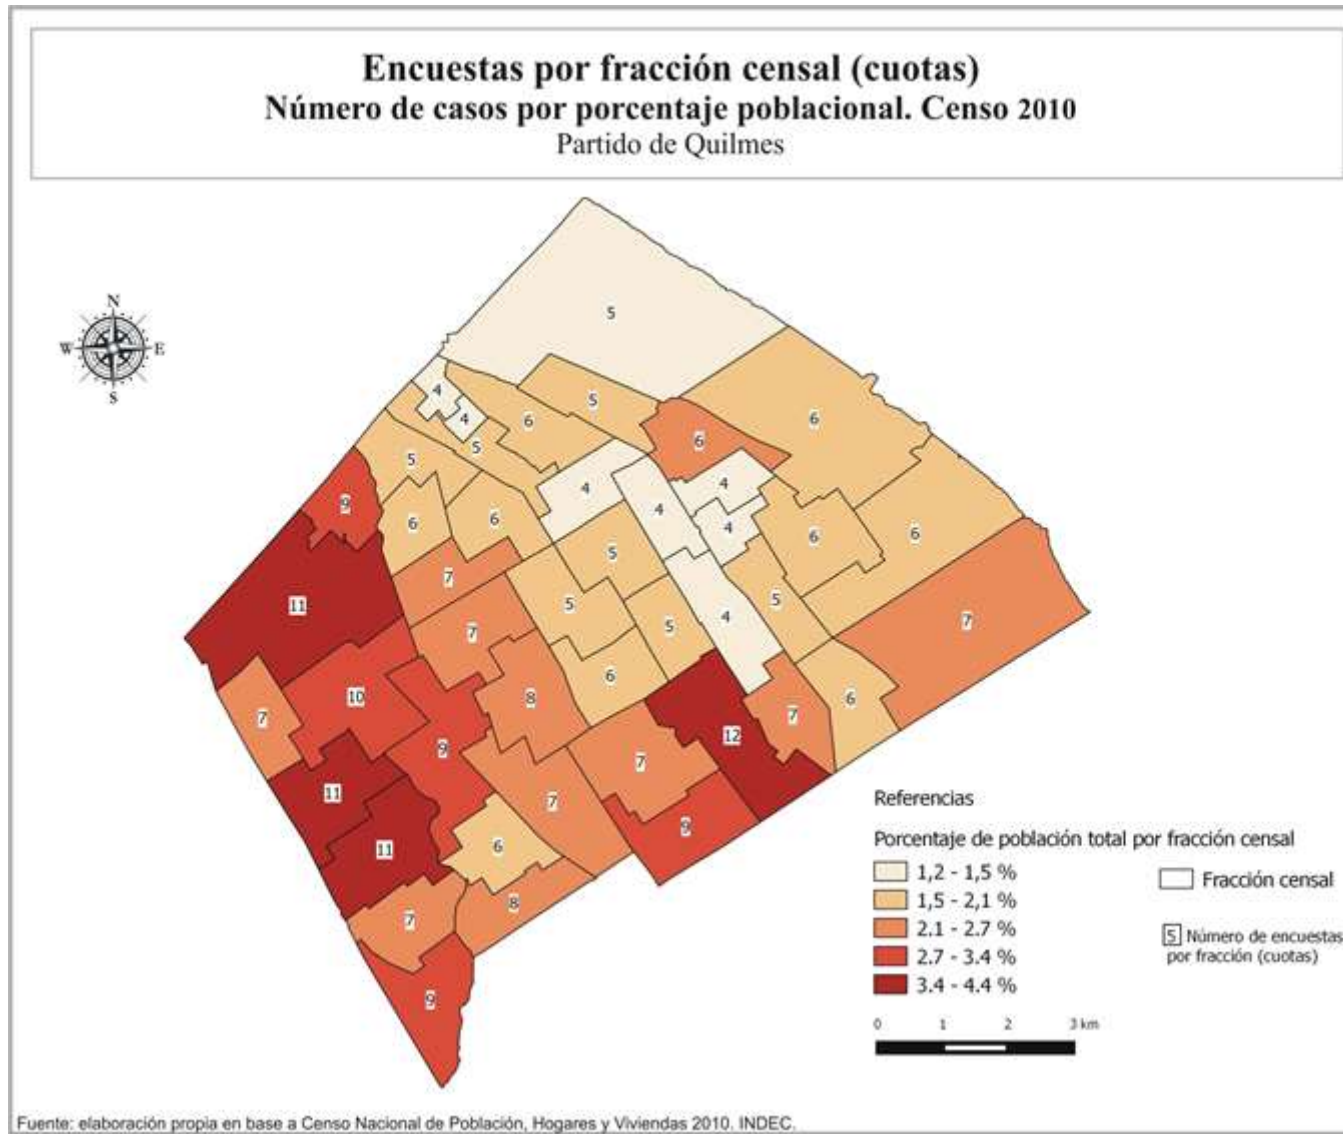 Encuestas por fracción censal (cuotas)
Número de casos por porcentaje poblacional. Censo 2010
Partido de Quilmes
N
W E
S
5
4
5
4
6
6
5
6
5
4
4
9
4
6
6
4
6
6
5
7
5
11
5
4
7
7
5
6
10
8
6
7
7
12
9
7
11
7
9
6
11
8
7
9
Referencias
Porcentaje de población total por fracción censal
1,2 - 1,5 %
1,5 - 2,1 %
2.1 - 2.7 %
2.7 - 3.4 %
3.4 - 4.4 %
Fracción censal
5 Número de encuestas
por fracción (cuotas)
0 1 2 3 km
Fuente: elaboración propia en base a Censo Nacional de Población, Hogares y Viviendas 2010. INDEC.